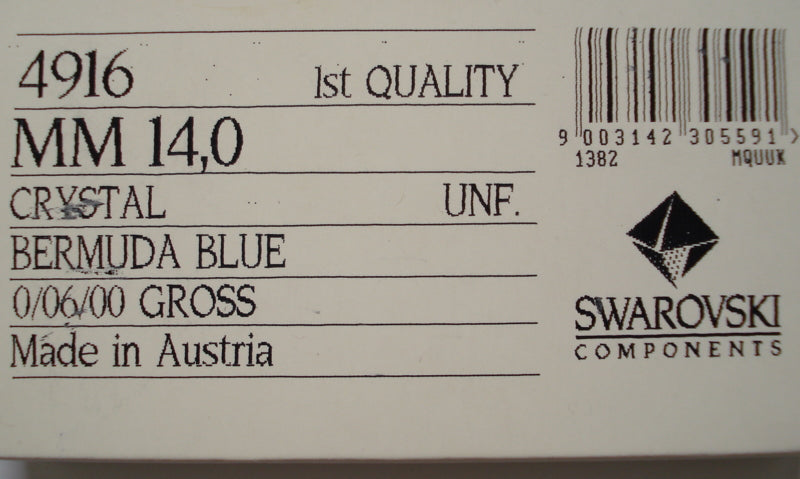 4916 1st QUALITY
MM 14,0
CRYSTAL UNF.
BERMUDA BLUE
0/06/00 GROSS
Made in Austria
9 003142 305591 >
1382 MQUUK
SWAROVSKI
COMPONENTS